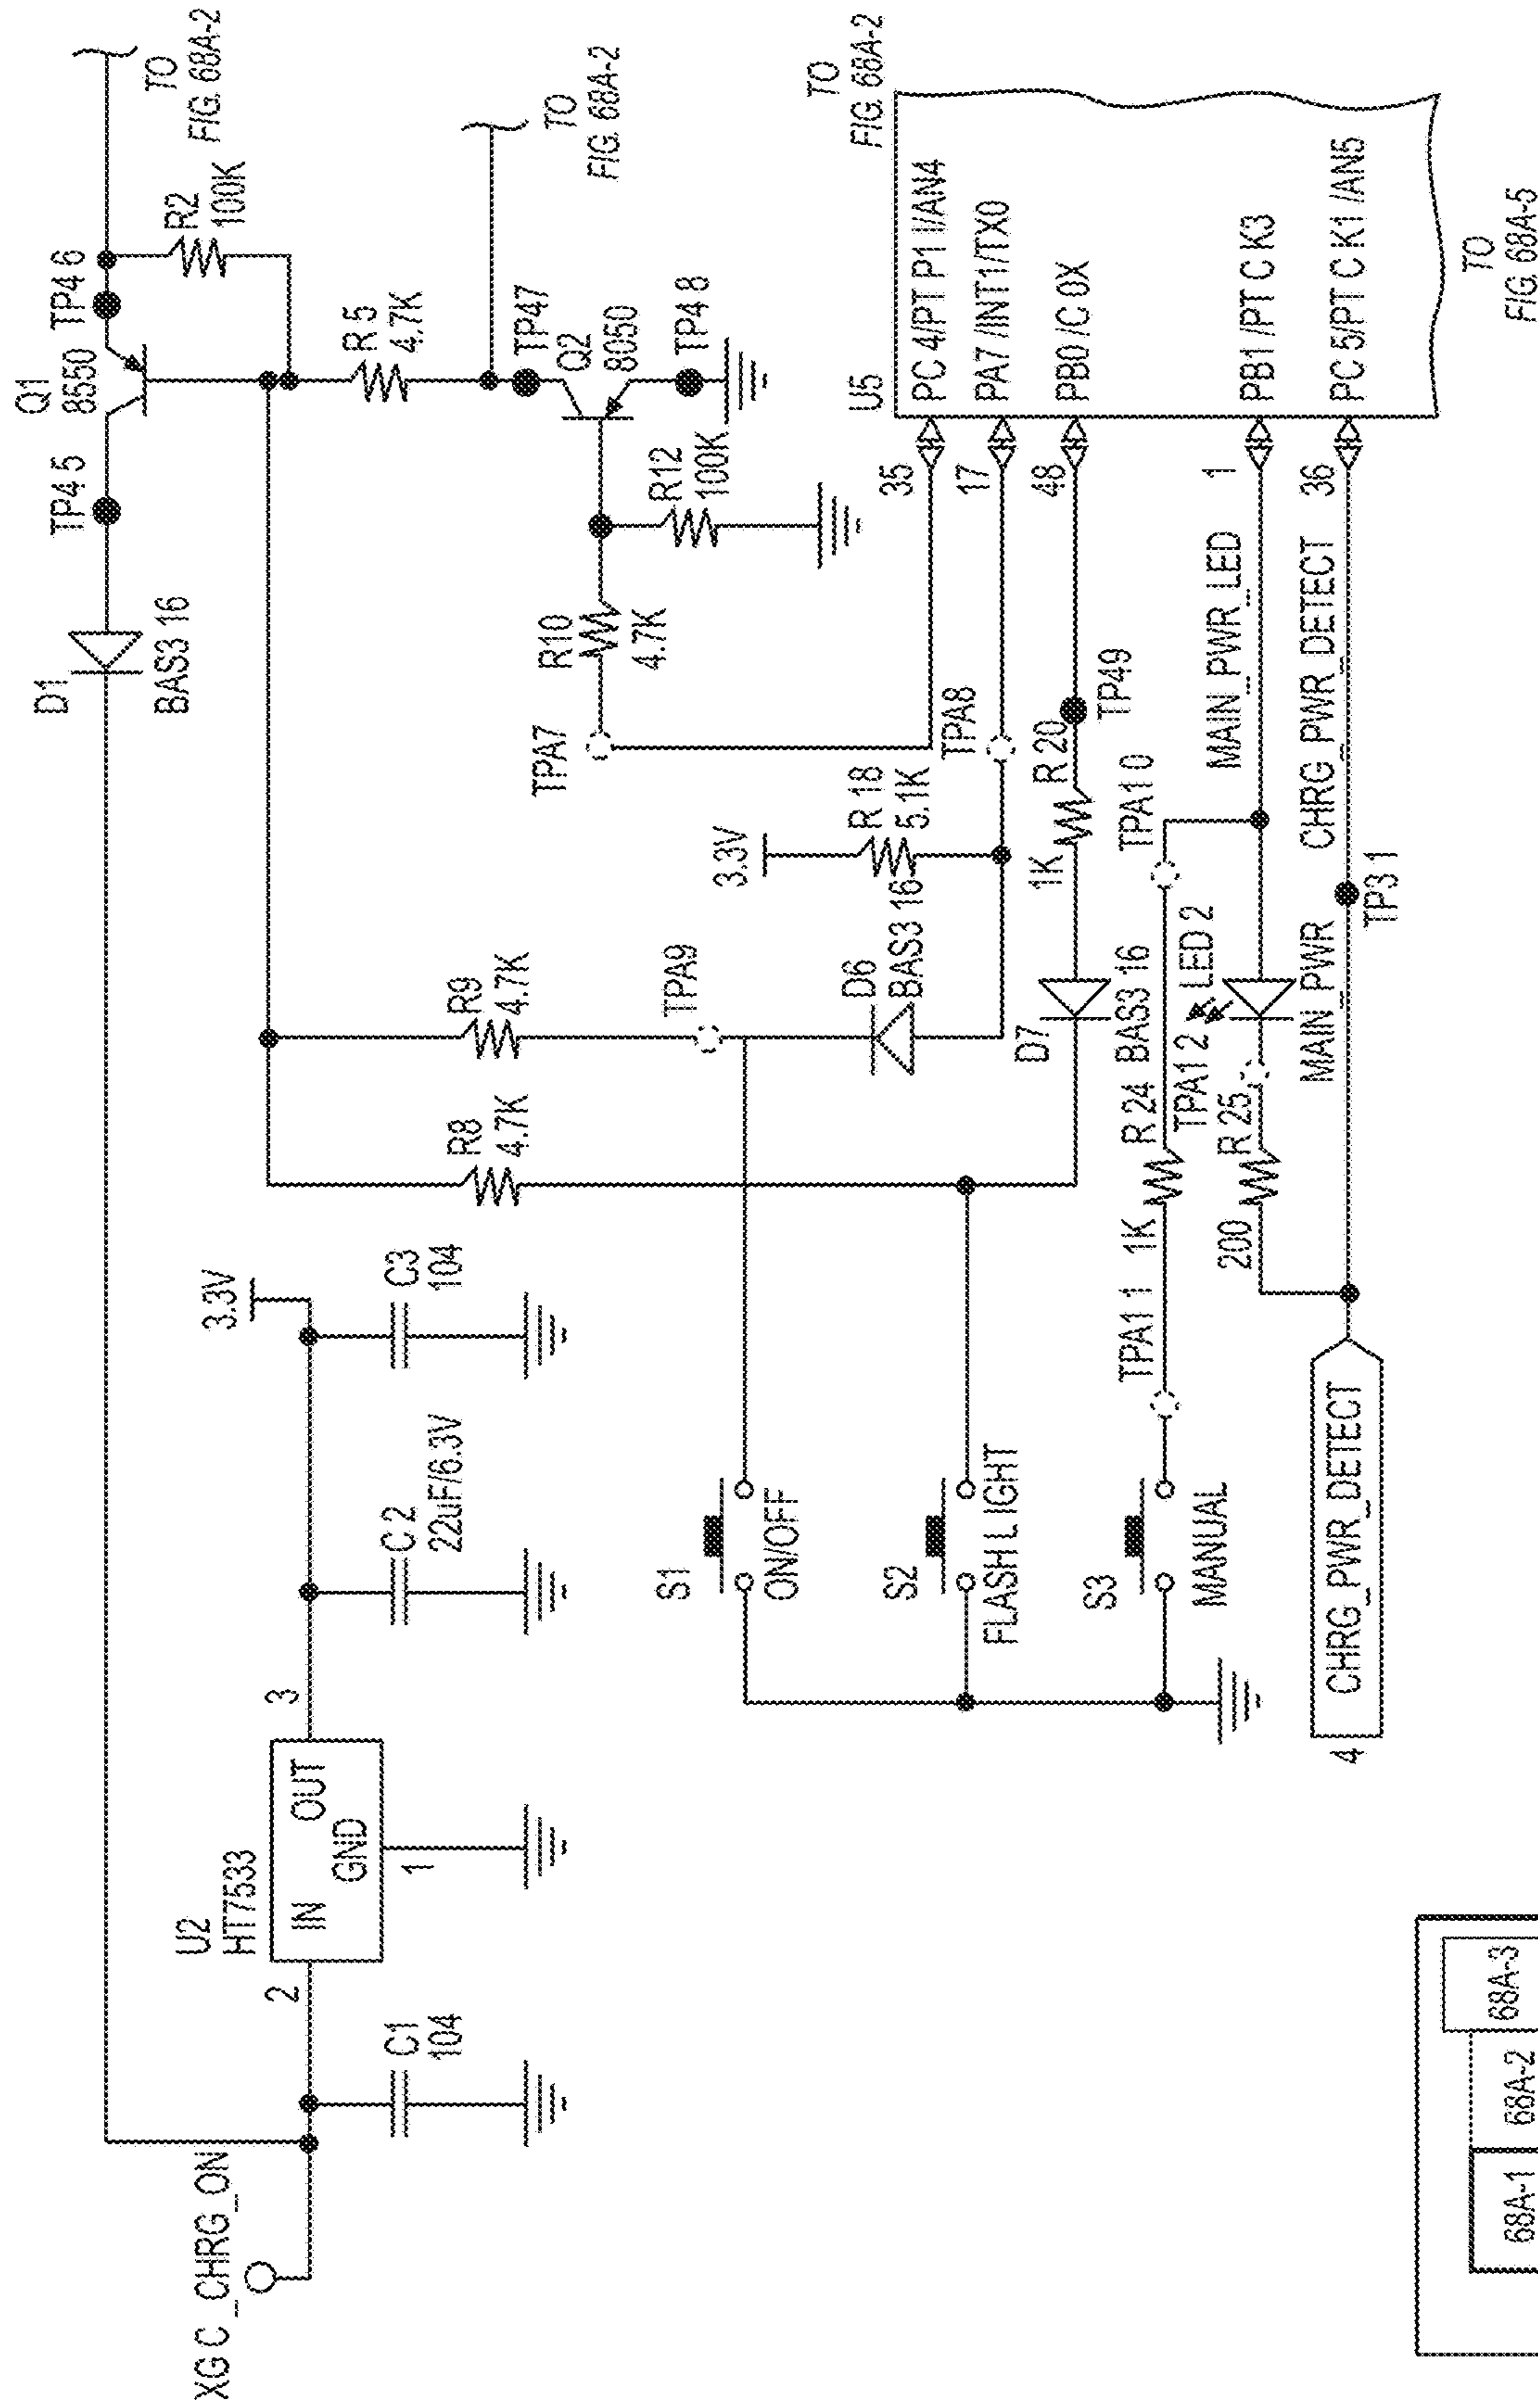 XG C _CHRG_ON
U2
HT7533
IN
OUT
GND
2
3
1
C1
104
C 2
22uF/6.3V
C3
104
3.3V
D1
BAS3 16
TP4 5
Q1
8550
TP4 6
R2
100K
TO
FIG. 68A-2
R 5
4.7K
TP47
Q2
8050
TP4 8
TO
FIG. 68A-2
R12
100K
R10
4.7K
TPA7
R8
4.7K
R9
4.7K
TPA9
3.3V
R 18
5.1K
D6
BAS3 16
TPA8
S1
ON/OFF
S2
FLASH L IGHT
S3
MANUAL
D7
BAS3 16
1K
R 20
TP49
TPA1 1
1K
R 24
TPA1 0
TPA1 2
LED 2
200
R 25
MAIN_PWR
MAIN_PWR_LED
CHRG_PWR_DETECT
TP3 1
4
CHRG_PWR_DETECT
TO
FIG. 68A-2
U5
35
PC 4/PT P1 I/AN4
17
PA7 /INT1/TX0
48
PB0 /C 0X
1
PB1 /PT C K3
36
PC 5/PT C K1 /AN5
TO
FIG. 68A-5
68A-1
68A-2
68A-3